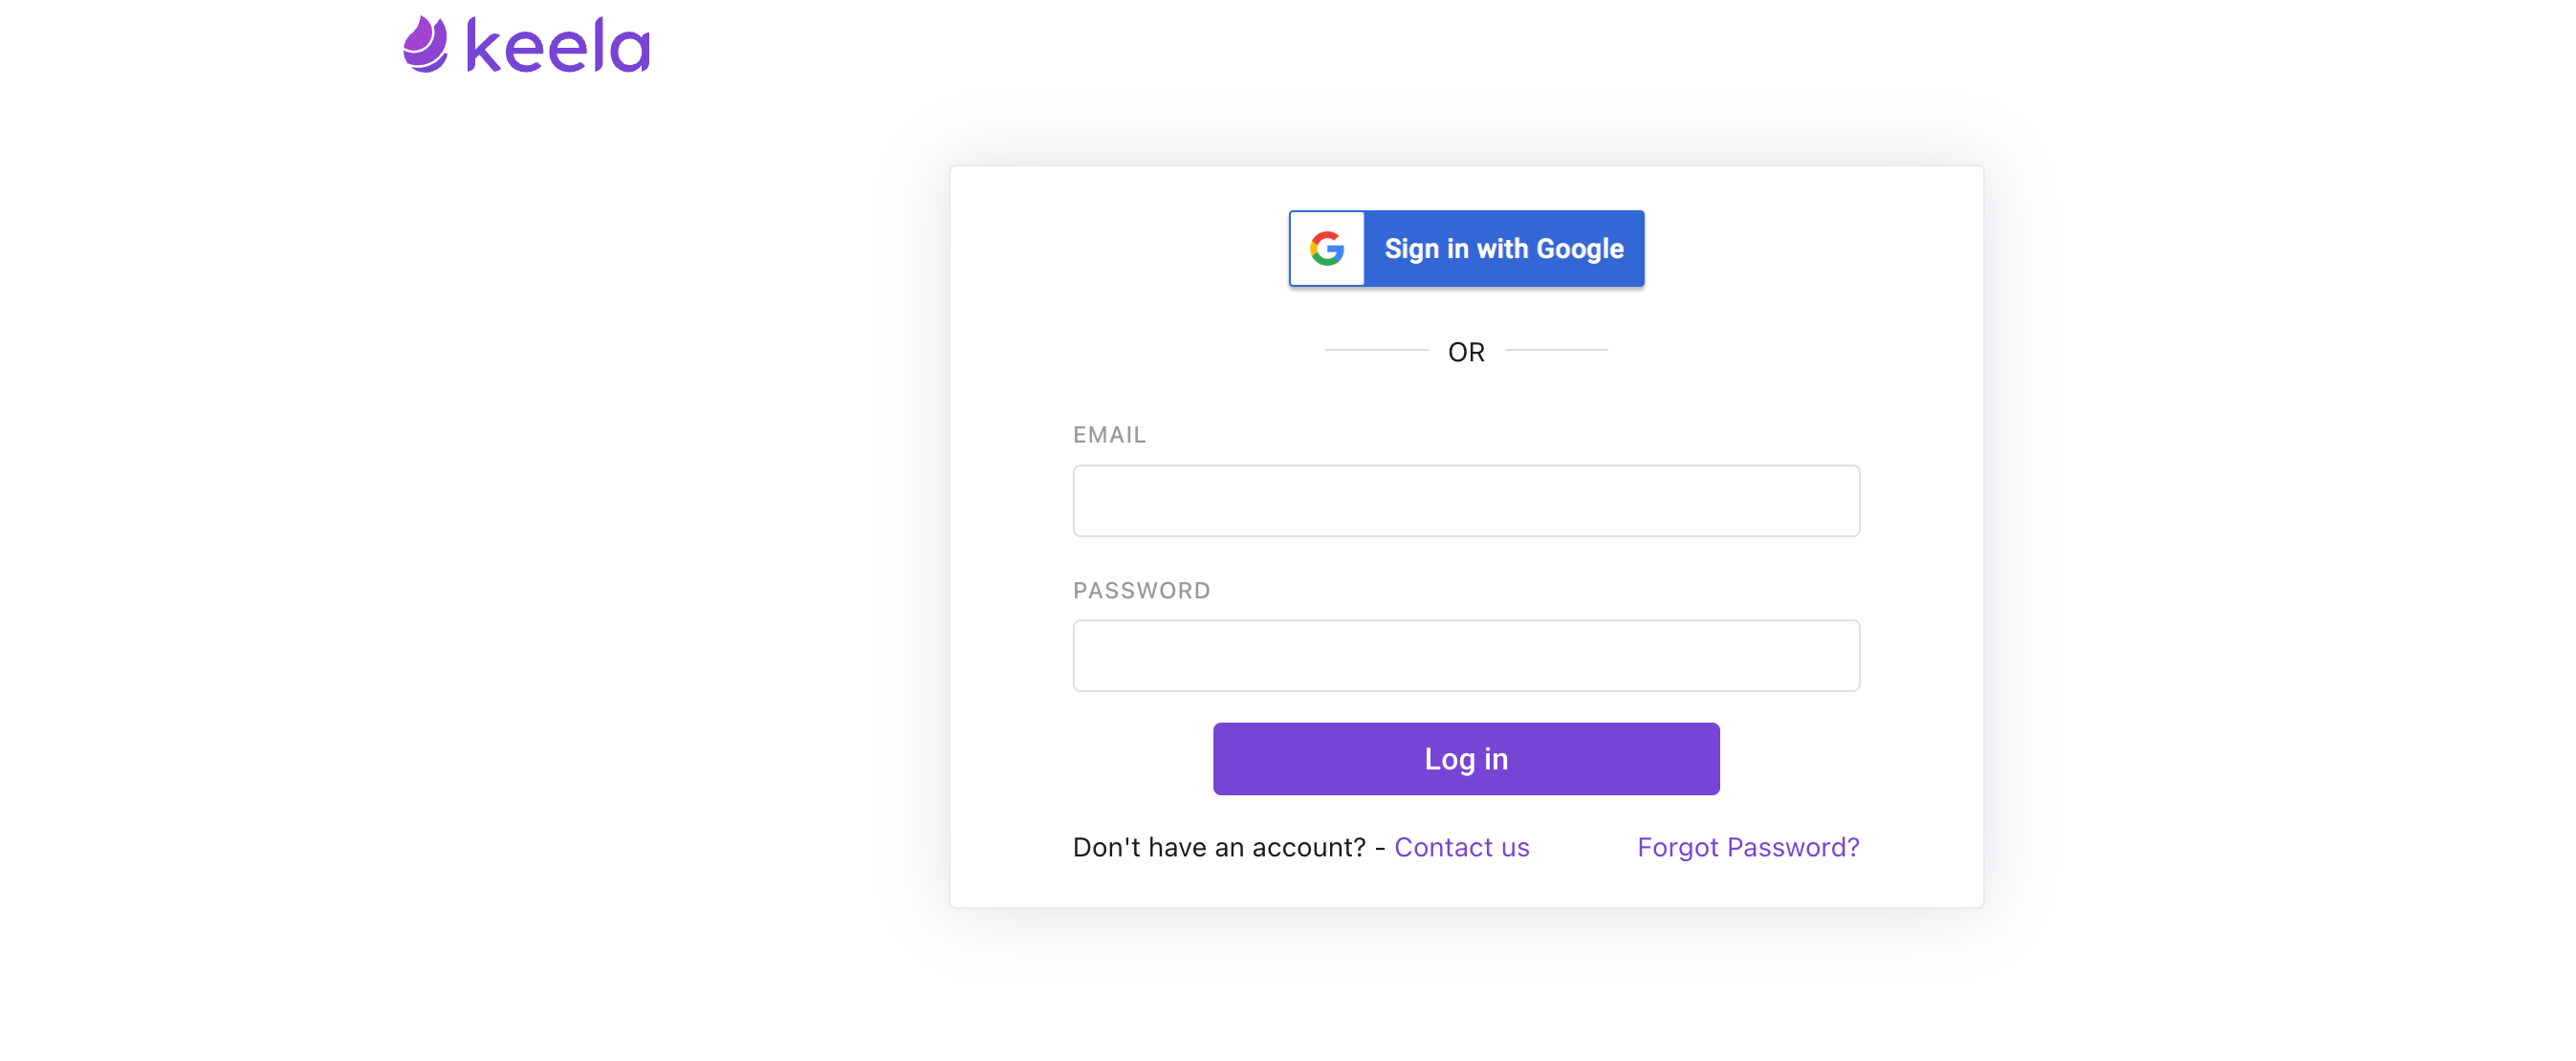 keela
Sign in with Google
OR
EMAIL
PASSWORD
Log in
Don't have an account? - Contact us
Forgot Password?